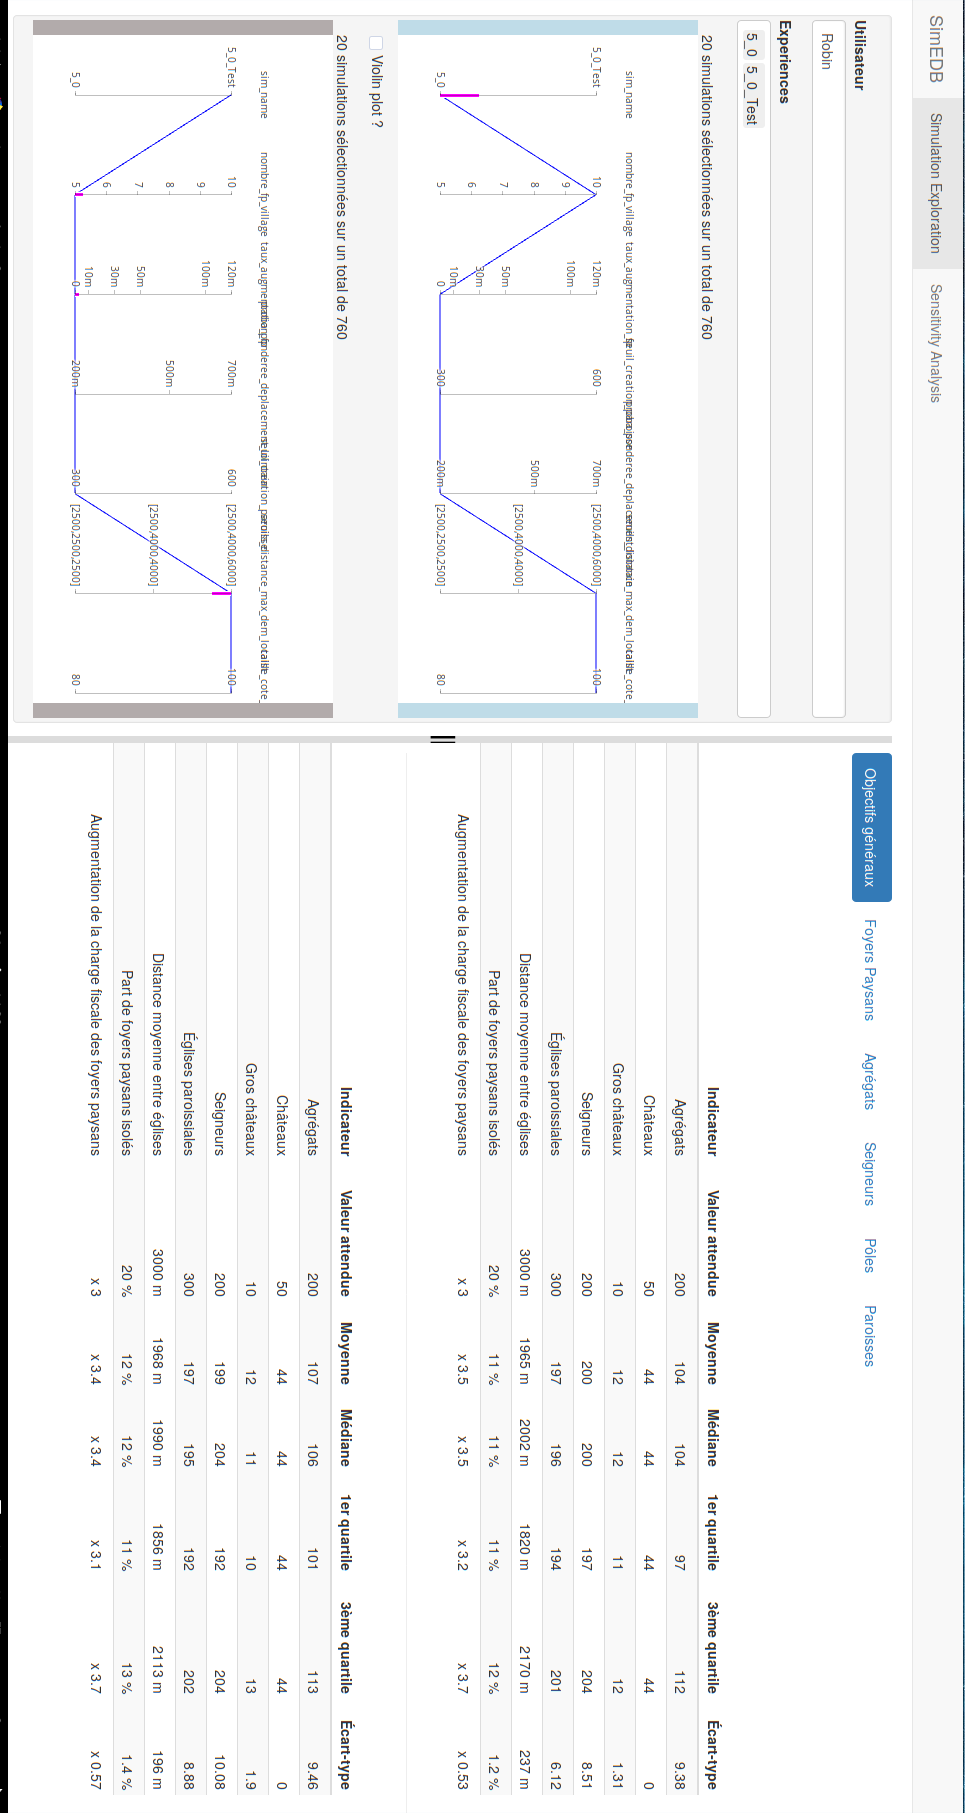 SimEDB Simulation Exploration Sensitivity Analysis
Utilisateur
Robin
Experiences
5_0 5_0_Test
20 simulations sélectionnées sur un total de 760
sim_name nombre_fp_village taux_augmentation_fp
5_0_Test 10 120m 600 700m [2500,4000,6000] 100
9 100m
8 [2500,4000,4000] 500m
7 50m
6 30m
10m
5_0 5 0 300 200m [2500,2500,2500] 80
Violin plot ?
20 simulations sélectionnées sur un total de 760
sim_name nombre_fp_village
5_0_Test 10 120m 700m 600 [2500,4000,6000] 100
9 100m
8 500m [2500,4000,4000]
7 50m
6 30m
10m
5_0 5 0 200m 300 [2500,2500,2500] 80
Objectifs généraux Foyers Paysans Agrégats Seigneurs Pôles Paroisses
Indicateur Valeur attendue Moyenne Médiane 1er quartile 3ème quartile Écart-type
Agrégats 200 104 104 97 112 9.38
Châteaux 50 44 44 44 44 0
Gros châteaux 10 12 12 11 12 1.31
Seigneurs 200 200 200 197 204 8.51
Églises paroissiales 300 197 196 194 201 6.12
Distance moyenne entre églises 3000 m 1965 m 2002 m 1820 m 2170 m 237 m
Part de foyers paysans isolés 20 % 11 % 11 % 11 % 12 % 1.2 %
Augmentation de la charge fiscale des foyers paysans x 3 x 3.5 x 3.5 x 3.2 x 3.7 x 0.53
Indicateur Valeur attendue Moyenne Médiane 1er quartile 3ème quartile Écart-type
Agrégats 200 107 106 101 113 9.46
Châteaux 50 44 44 44 44 0
Gros châteaux 10 12 11 10 13 1.9
Seigneurs 200 199 204 192 204 10.08
Églises paroissiales 300 197 195 192 202 8.88
Distance moyenne entre églises 3000 m 1968 m 1990 m 1856 m 2113 m 196 m
Part de foyers paysans isolés 20 % 12 % 12 % 11 % 13 % 1.4 %
Augmentation de la charge fiscale des foyers paysans x 3 x 3.4 x 3.4 x 3.1 x 3.7 x 0.57